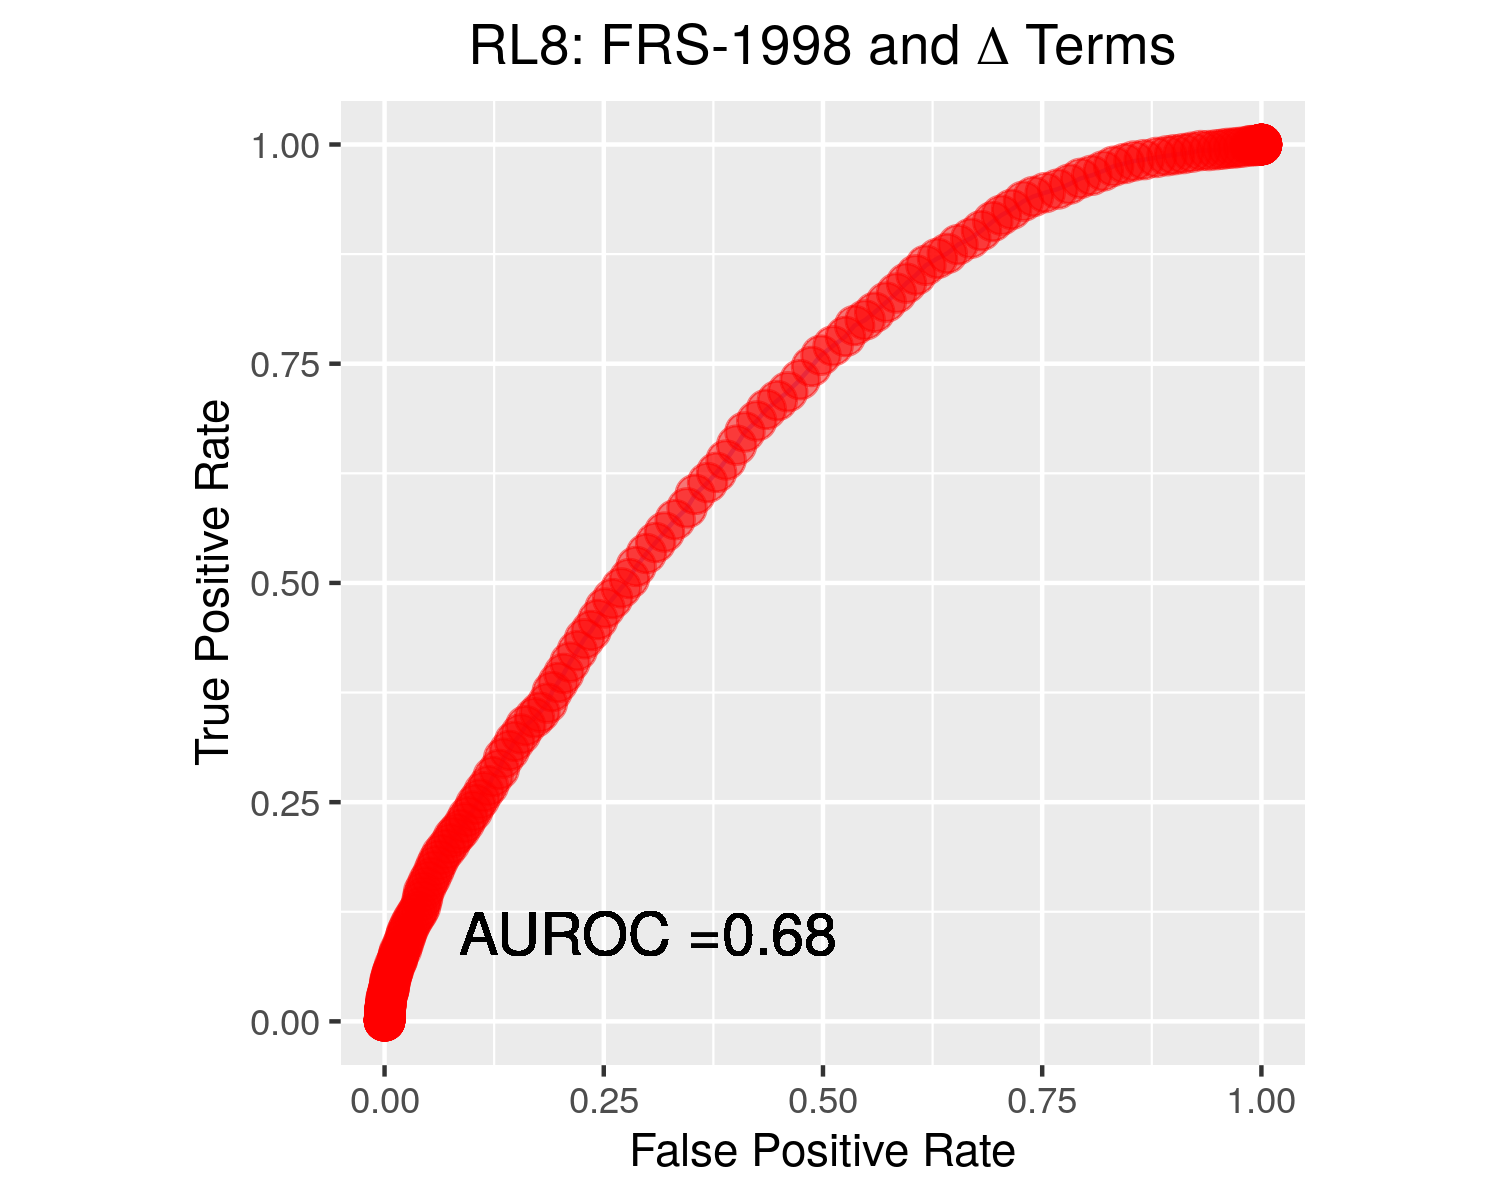 RL8: FRS-1998 and Δ Terms
1.00
0.75
0.50
0.25
0.00
True Positive Rate
AUROC =0.68
0.00 0.25 0.50 0.75 1.00
False Positive Rate